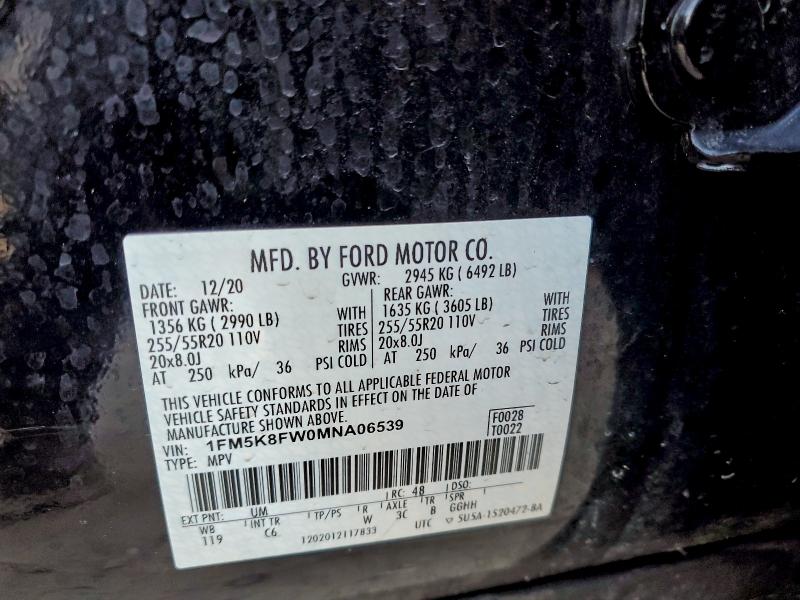 MFD. BY FORD MOTOR CO.
DATE: 12/20 GVWR: 2945 KG ( 6492 LB)
FRONT GAWR: REAR GAWR:
1356 KG ( 2990 LB) WITH 1635 KG ( 3605 LB) WITH
255/55R20 110V TIRES 255/55R20 110V TIRES
20x8.0J RIMS 20x8.0J RIMS
AT 250 kPa/ 36 PSI COLD AT 250 kPa/ 36 PSI COLD
THIS VEHICLE CONFORMS TO ALL APPLICABLE FEDERAL MOTOR
VEHICLE SAFETY STANDARDS IN EFFECT ON THE DATE OF
MANUFACTURE SHOWN ABOVE.
VIN: 1FM5K8FW0MNA06539 F0028
TYPE: MPV T0022
EXT PNT: UM RC: 48 DSO:
WB INT TR TP/PS R AXLE TR SPR
119 C6 W 3C B GGHH
1202012117833 UTC SU5A-1520472-BA